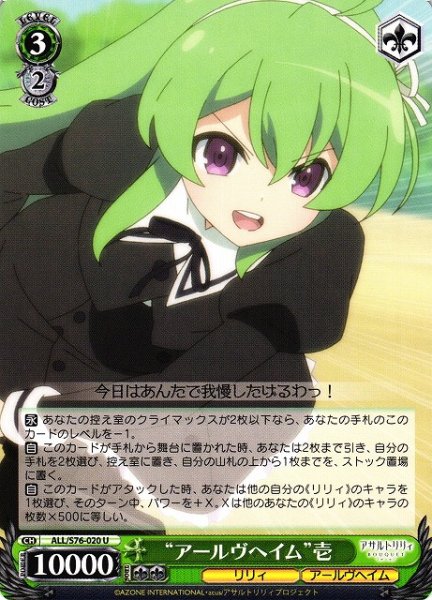 LEVEL
3
2
COST
今日はあんたで我慢したけるわっ！
永 あなたの控え室のクライマックスが2枚以下なら、あなたの手札のこの
カードのレベルを－1。
自 このカードが手札から舞台に置かれた時、あなたは2枚まで引き、自分の
手札を2枚選び、控え室に置き、自分の山札の上から1枚までを、ストック置場
に置く。
自 このカードがアタックした時、あなたは他の自分の《リリィ》のキャラを
1枚選び、そのターン中、パワーを＋X。Xは他のあなたの《リリィ》のキャラ
の枚数×500に等しい。
CH
ALL/S76-020 U
10000
“アールヴヘイム”壱
アサルトリリィ
BOUQUET
リリィ
アールヴヘイム
©AZONE INTERNATIONAL・acus/アサルトリリィプロジェクト